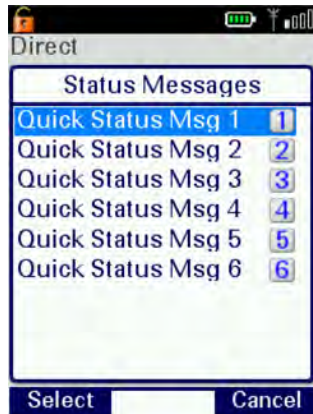 Direct
Status Messages
Quick Status Msg 1 1
Quick Status Msg 2 2
Quick Status Msg 3 3
Quick Status Msg 4 4
Quick Status Msg 5 5
Quick Status Msg 6 6
Select Cancel